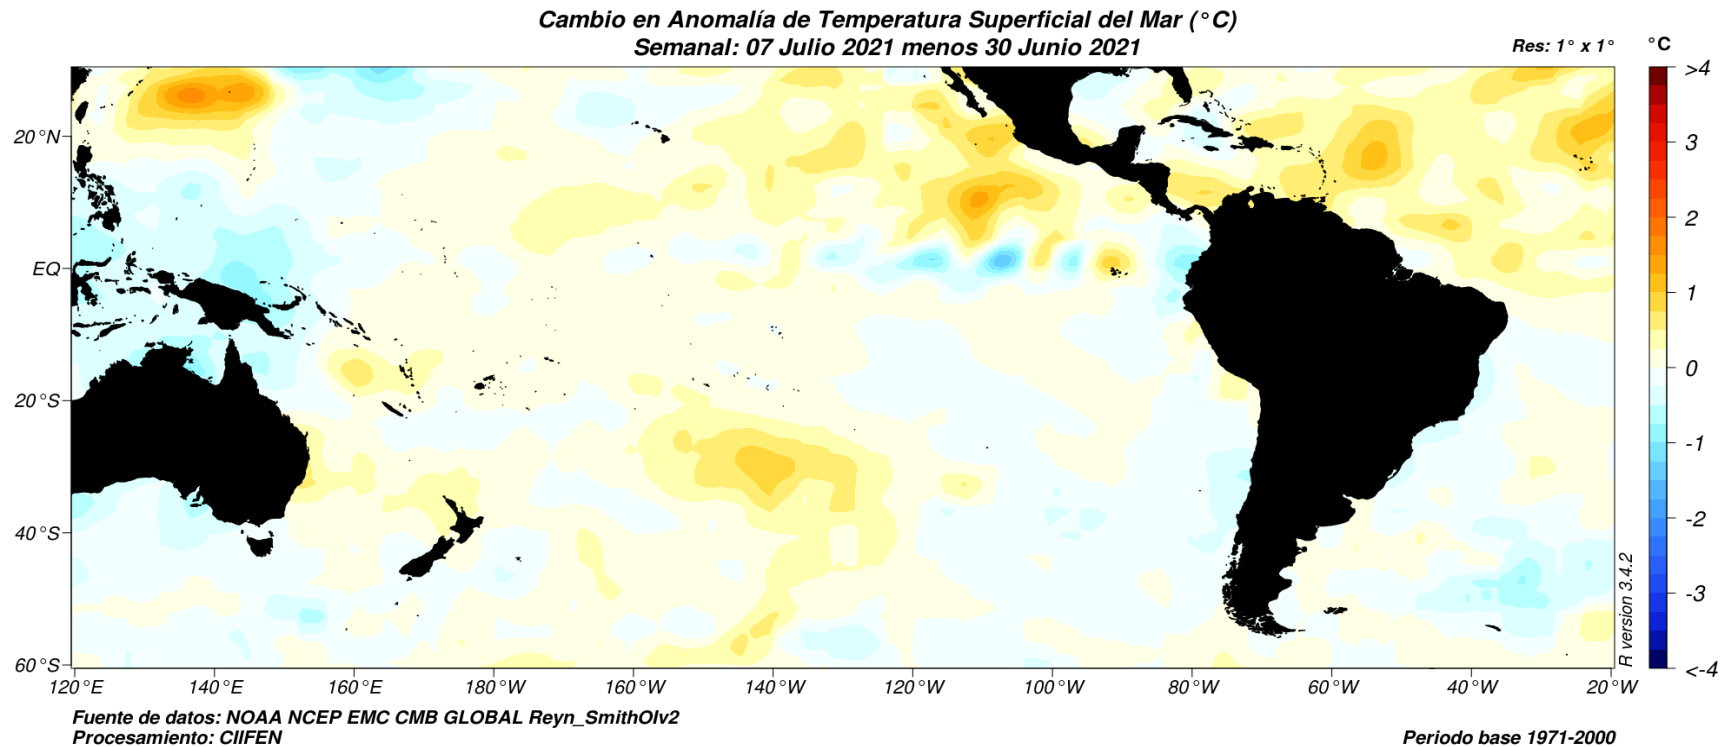 Cambio en Anomalía de Temperatura Superficial del Mar (°C)
Semanal: 07 Julio 2021 menos 30 Junio 2021
Res: 1° x 1°
°C
>4
3
2
1
0
-1
-2
-3
<-4
20°N
EQ
20°S
40°S
60°S
120°E 140°E 160°E 180°W 160°W 140°W 120°W 100°W 80°W 60°W 40°W 20°W
R version 3.4.2
Fuente de datos: NOAA NCEP EMC CMB GLOBAL Reyn_SmithOIv2
Procesamiento: CIIFEN
Periodo base 1971-2000